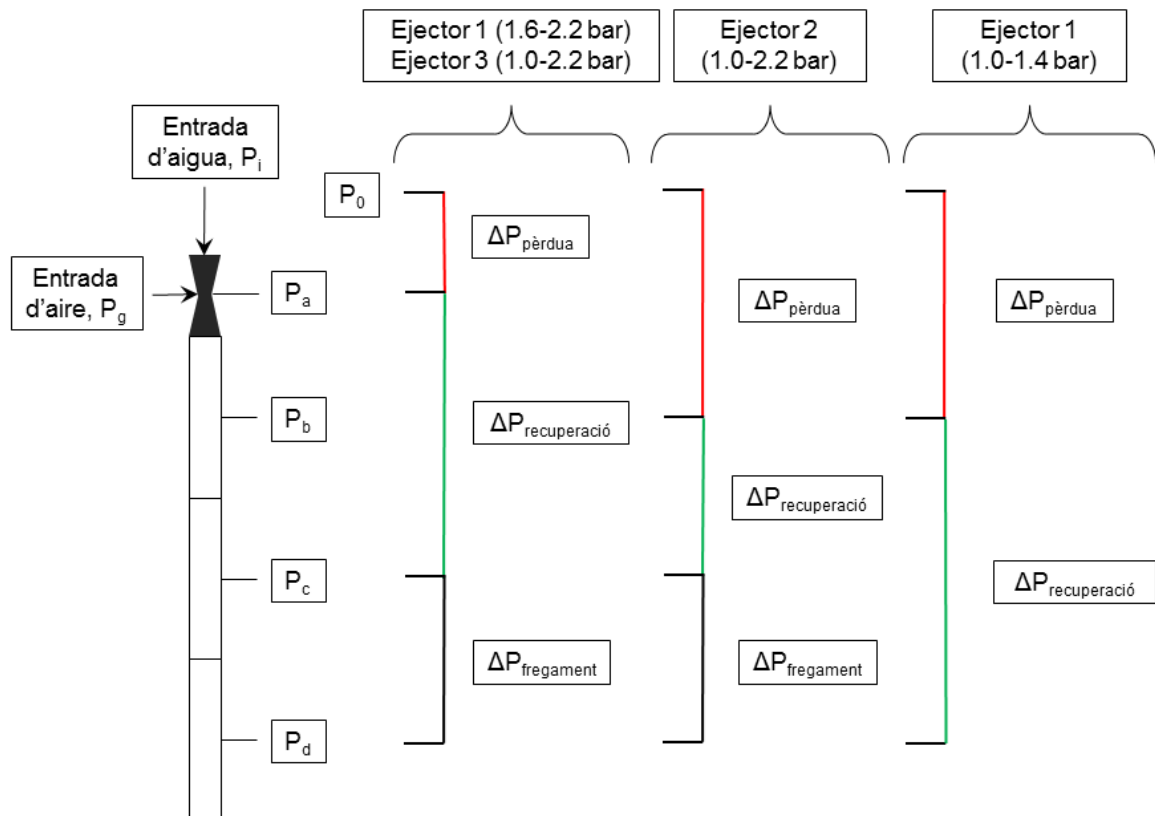 Ejector 1 (1.6-2.2 bar)
Ejector 3 (1.0-2.2 bar)
Ejector 2
(1.0-2.2 bar)
Ejector 1
(1.0-1.4 bar)
Entrada
d'aigua, Pi
P0
ΔPpèrdua
Entrada
d'aire, Pg
Pa
ΔPpèrdua
ΔPpèrdua
Pb
ΔPrecuperació
ΔPrecuperació
Pc
ΔPrecuperació
ΔPfregament
ΔPfregament
Pd